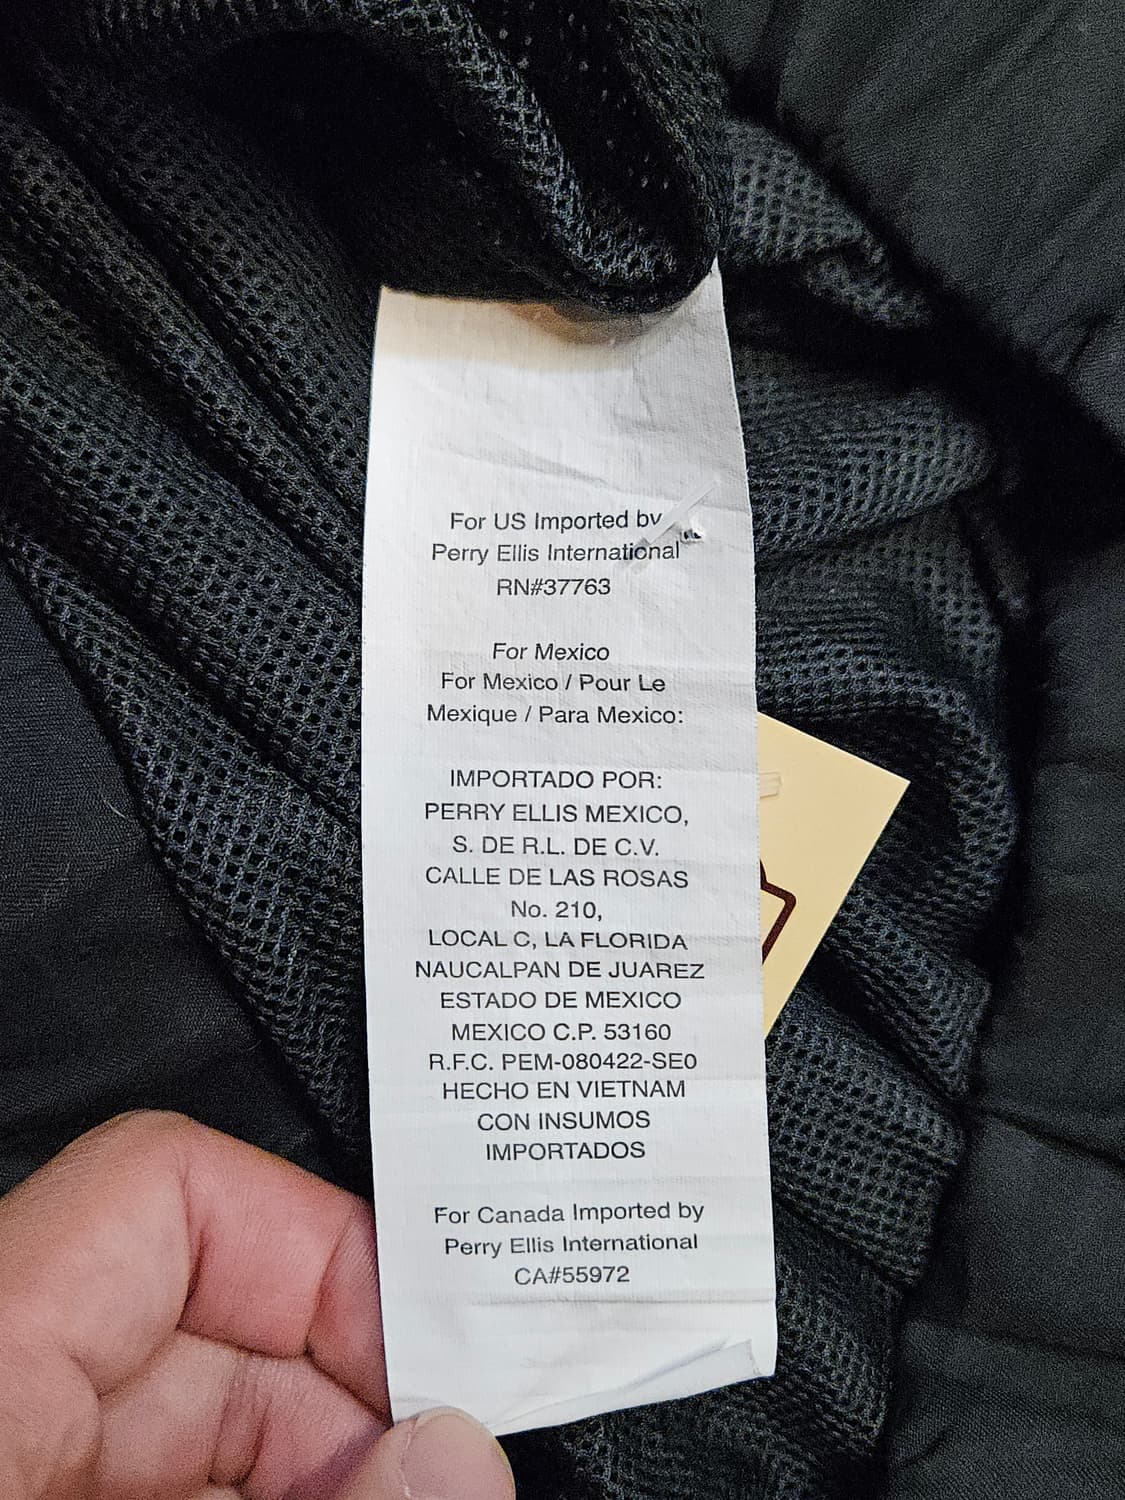 For US Imported by
Perry Ellis International
RN#37763
For Mexico
For Mexico / Pour Le
Mexique / Para Mexico:
IMPORTADO POR:
PERRY ELLIS MEXICO,
S. DE R.L. DE C.V.
CALLE DE LAS ROSAS
No. 210,
LOCAL C, LA FLORIDA
NAUCALPAN DE JUAREZ
ESTADO DE MEXICO
MEXICO C.P. 53160
R.F.C. PEM-080422-SE0
HECHO EN VIETNAM
CON INSUMOS
IMPORTADOS
For Canada Imported by
Perry Ellis International
CA#55972